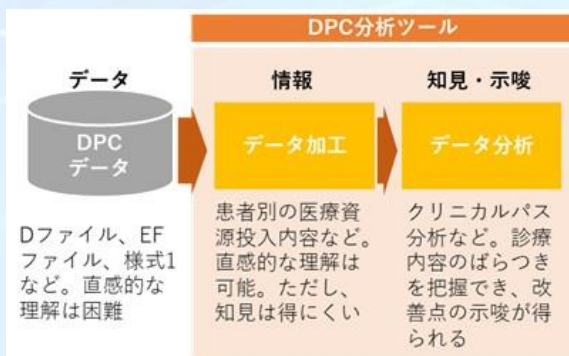 DPC分析ツール
データ
情報
知見・示唆
DPC
データ
データ加工
データ分析
Dファイル、EF
ファイル、様式1
など。直感的な
理解は困難
患者別の医療資
源投入内容など。
直感的な理解は
可能。ただし、
知見は得にくい
クリニカルパス
分析など。診療
内容のばらつき
を把握でき、改
善点の示唆が得
られる